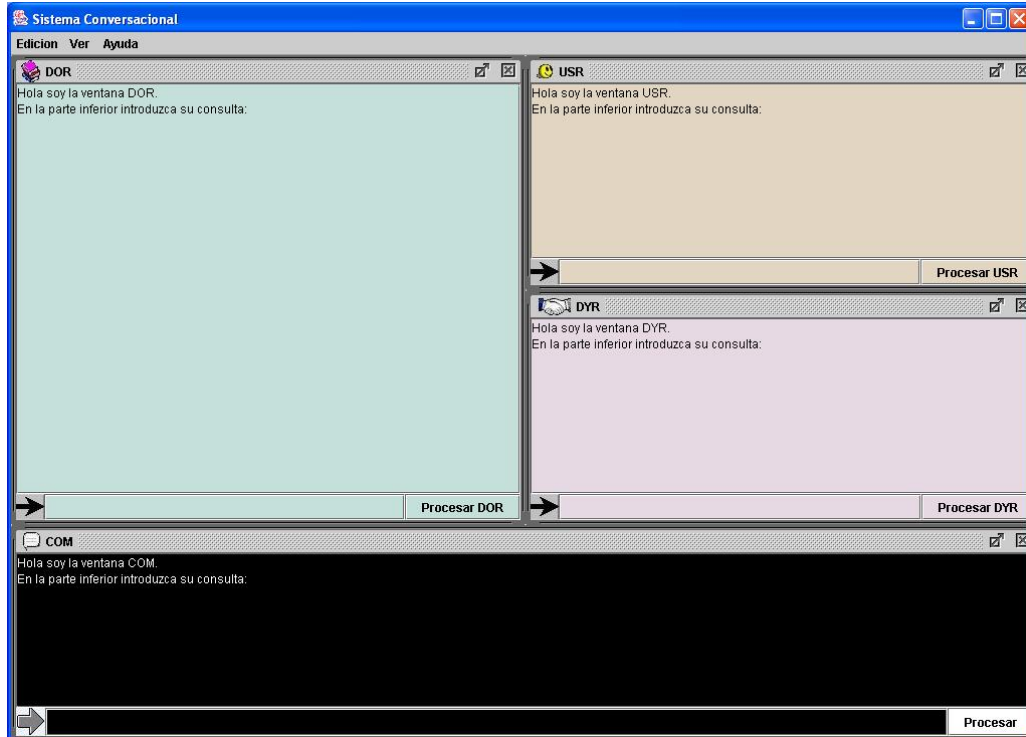 Sistema Conversacional
Edicion Ver Ayuda
DOR
Hola soy la ventana DOR.
En la parte inferior introduzca su consulta:
Procesar DOR
USR
Hola soy la ventana USR.
En la parte inferior introduzca su consulta:
Procesar USR
DYR
Hola soy la ventana DYR.
En la parte inferior introduzca su consulta:
Procesar DYR
COM
Hola soy la ventana COM.
En la parte inferior introduzca su consulta:
Procesar